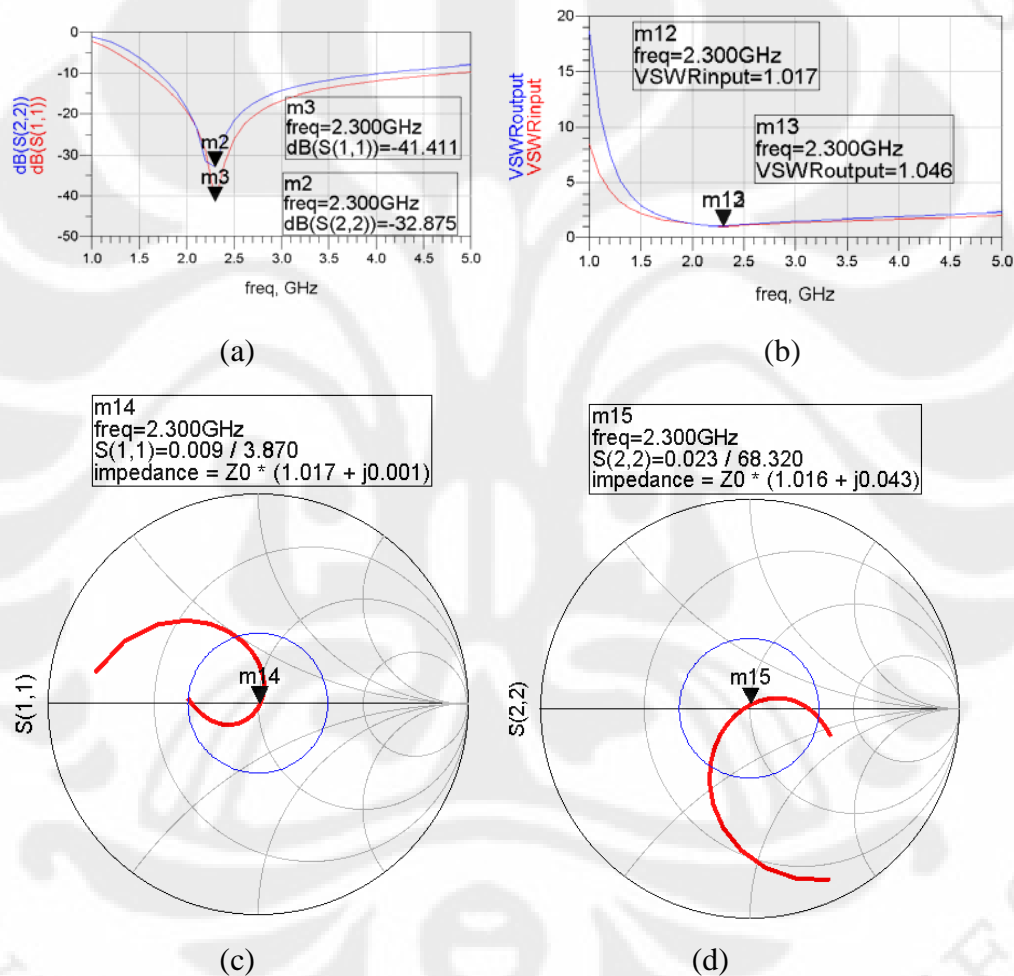 0
-10
-20
-30
-40
-50
dB(S(2,2))
dB(S(1,1))
m3
freq=2.300GHz
dB(S(1,1))=-41.411
m2
freq=2.300GHz
dB(S(2,2))=-32.875
m2
m3
1.0 1.5 2.0 2.5 3.0 3.5 4.0 4.5 5.0
freq, GHz
(a)
20
15
10
5
0
VSWRoutput
VSWRinput
m12
freq=2.300GHz
VSWRinput=1.017
m13
freq=2.300GHz
VSWRoutput=1.046
1.0 1.5 2.0 2.5 3.0 3.5 4.0 4.5 5.0
freq, GHz
(b)
m14
freq=2.300GHz
S(1,1)=0.009 / 3.870
impedance = Z0 * (1.017 + j0.001)
m14
S(1,1)
(c)
m15
freq=2.300GHz
S(2,2)=0.023 / 68.320
impedance = Z0 * (1.016 + j0.043)
m15
S(2,2)
(d)